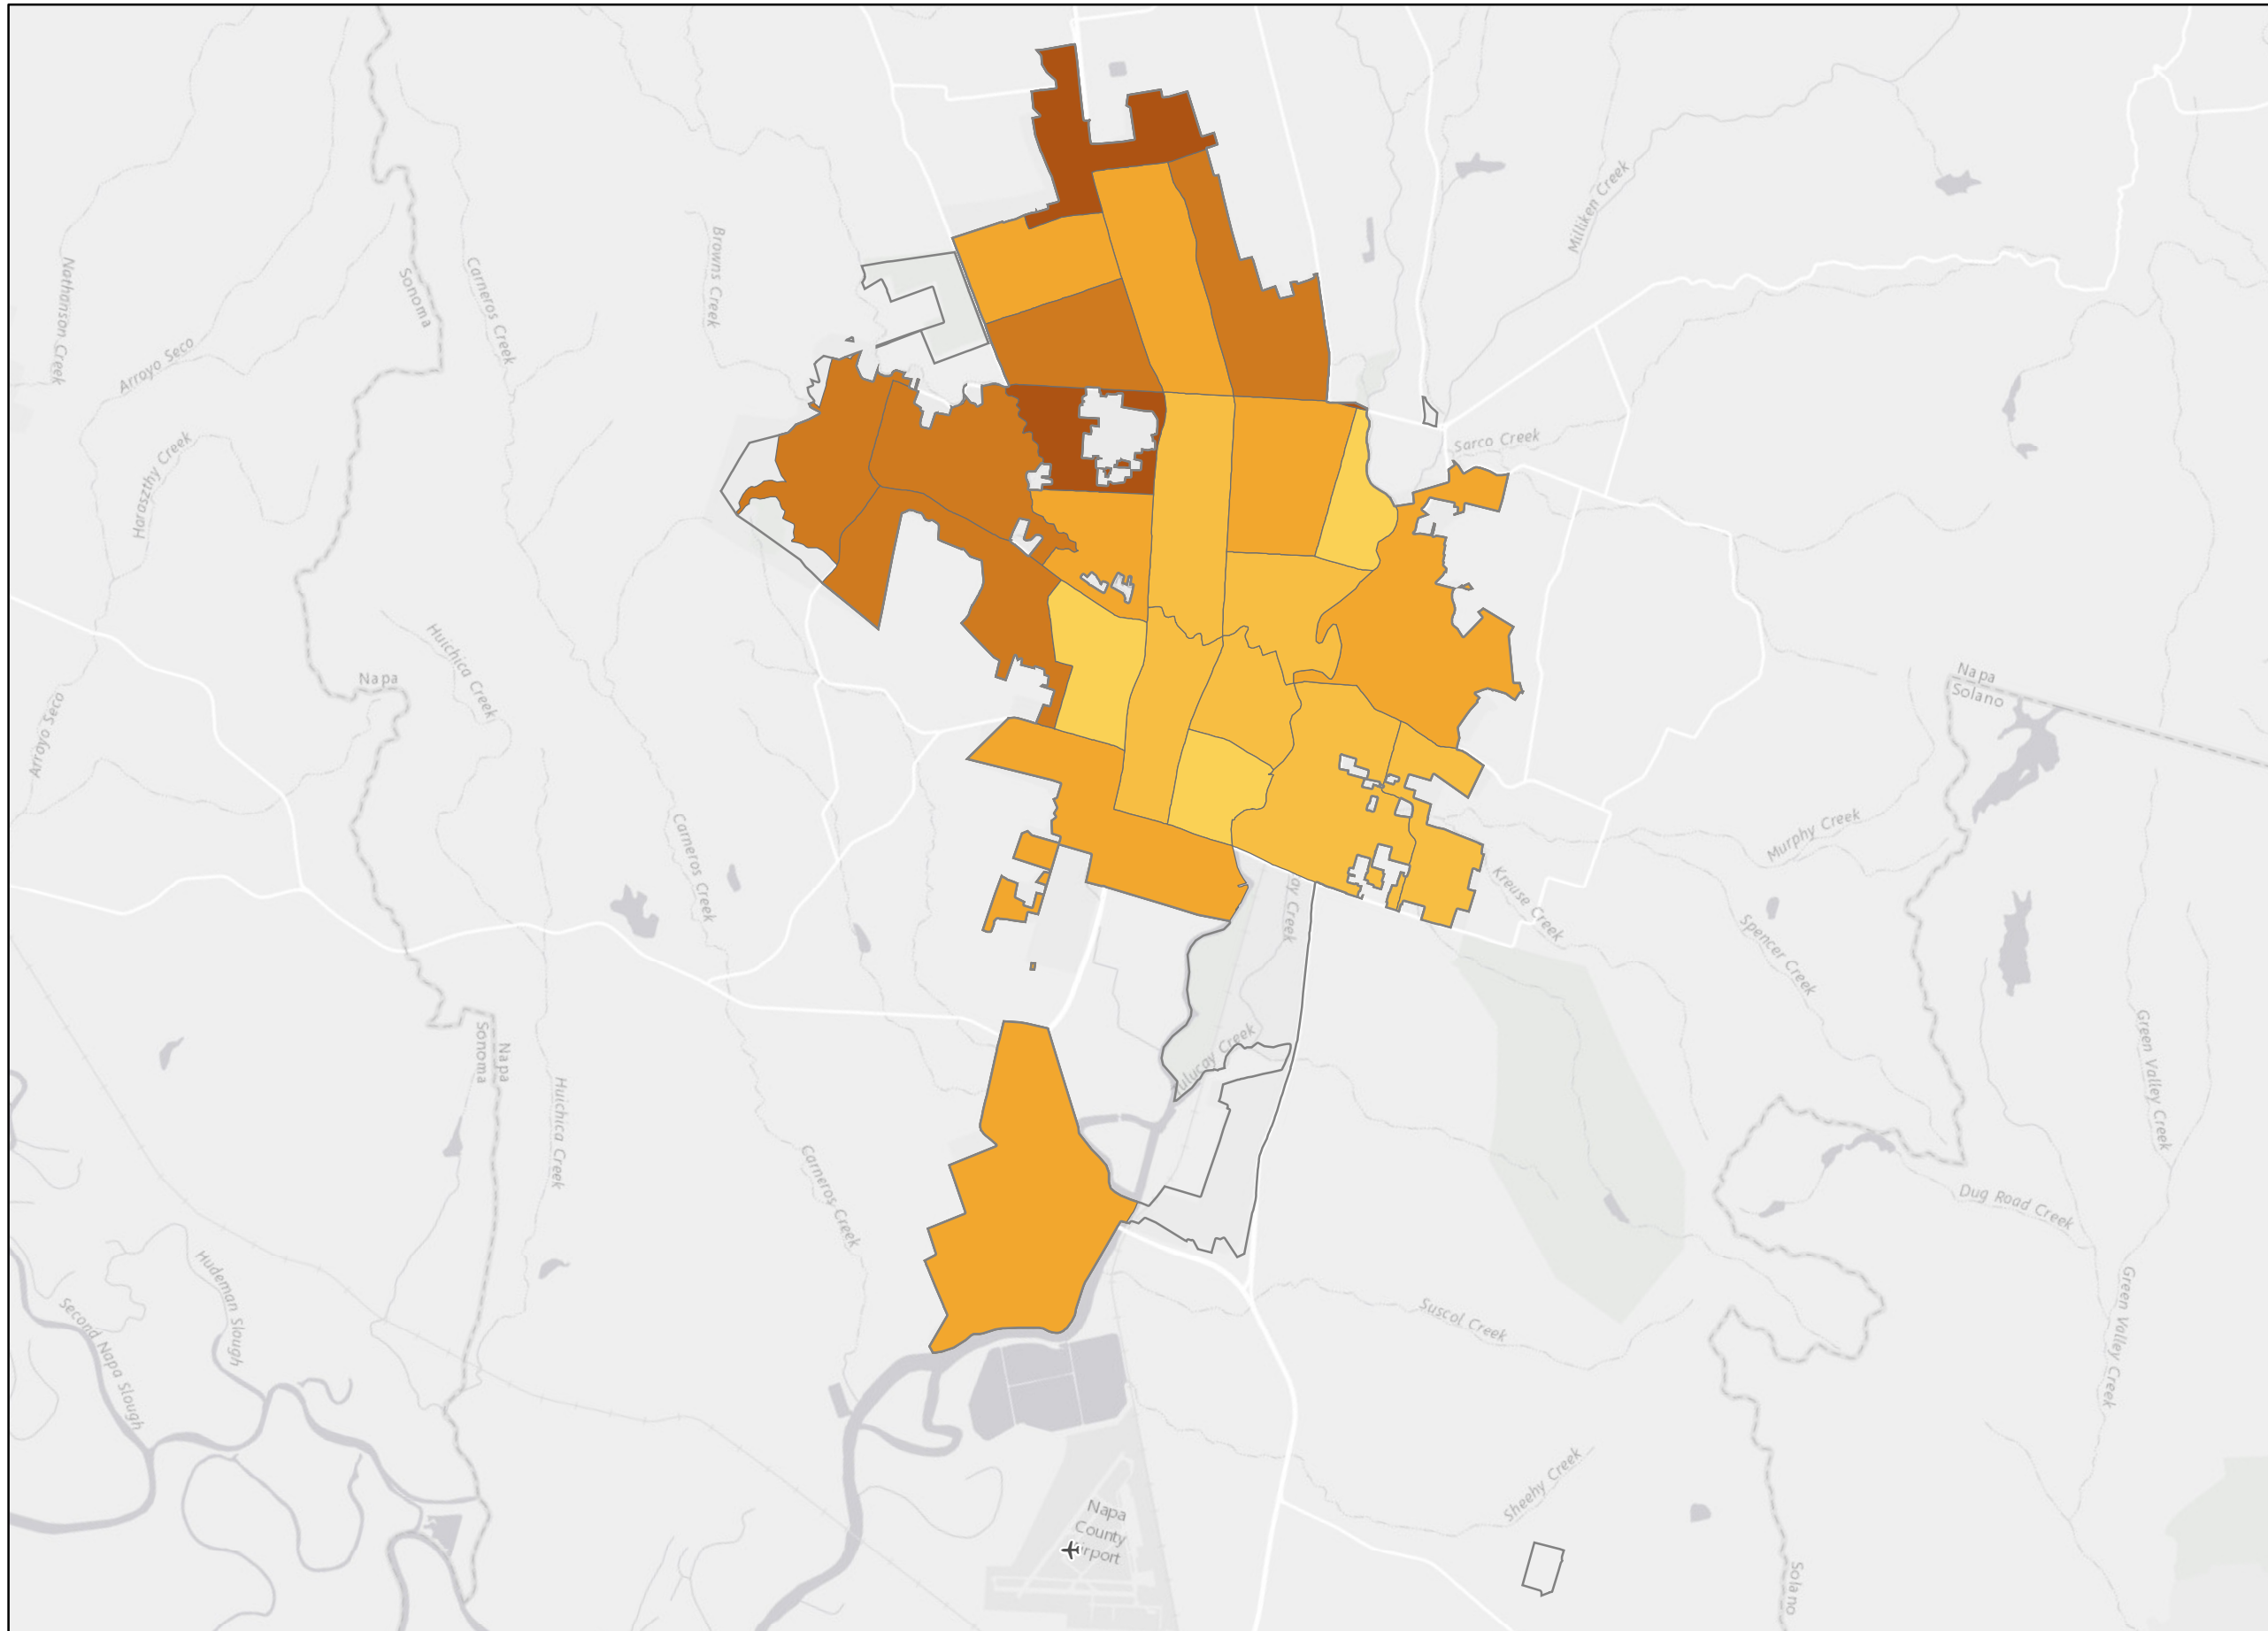 Milliken Creek
Browns Creek
Nathanson Creek
Sonoma
Carneros Creek
Arroyo Seco
Haraszthy Creek
Sarco Creek
Huichica Creek
Napa
Arroyo Seco
Napa
Solano
Carneros Creek
Murphy Creek
Kreuse Creek
Spencer Creek
Green Valley Creek
Sonoma
Napa
Huichica Creek
Carneros Creek
Dug Road Creek
Hudeman Slough
Second Napa Slough
Suscol Creek
Green Valley Creek
Sheehy Creek
Napa
County
Airport
Solano